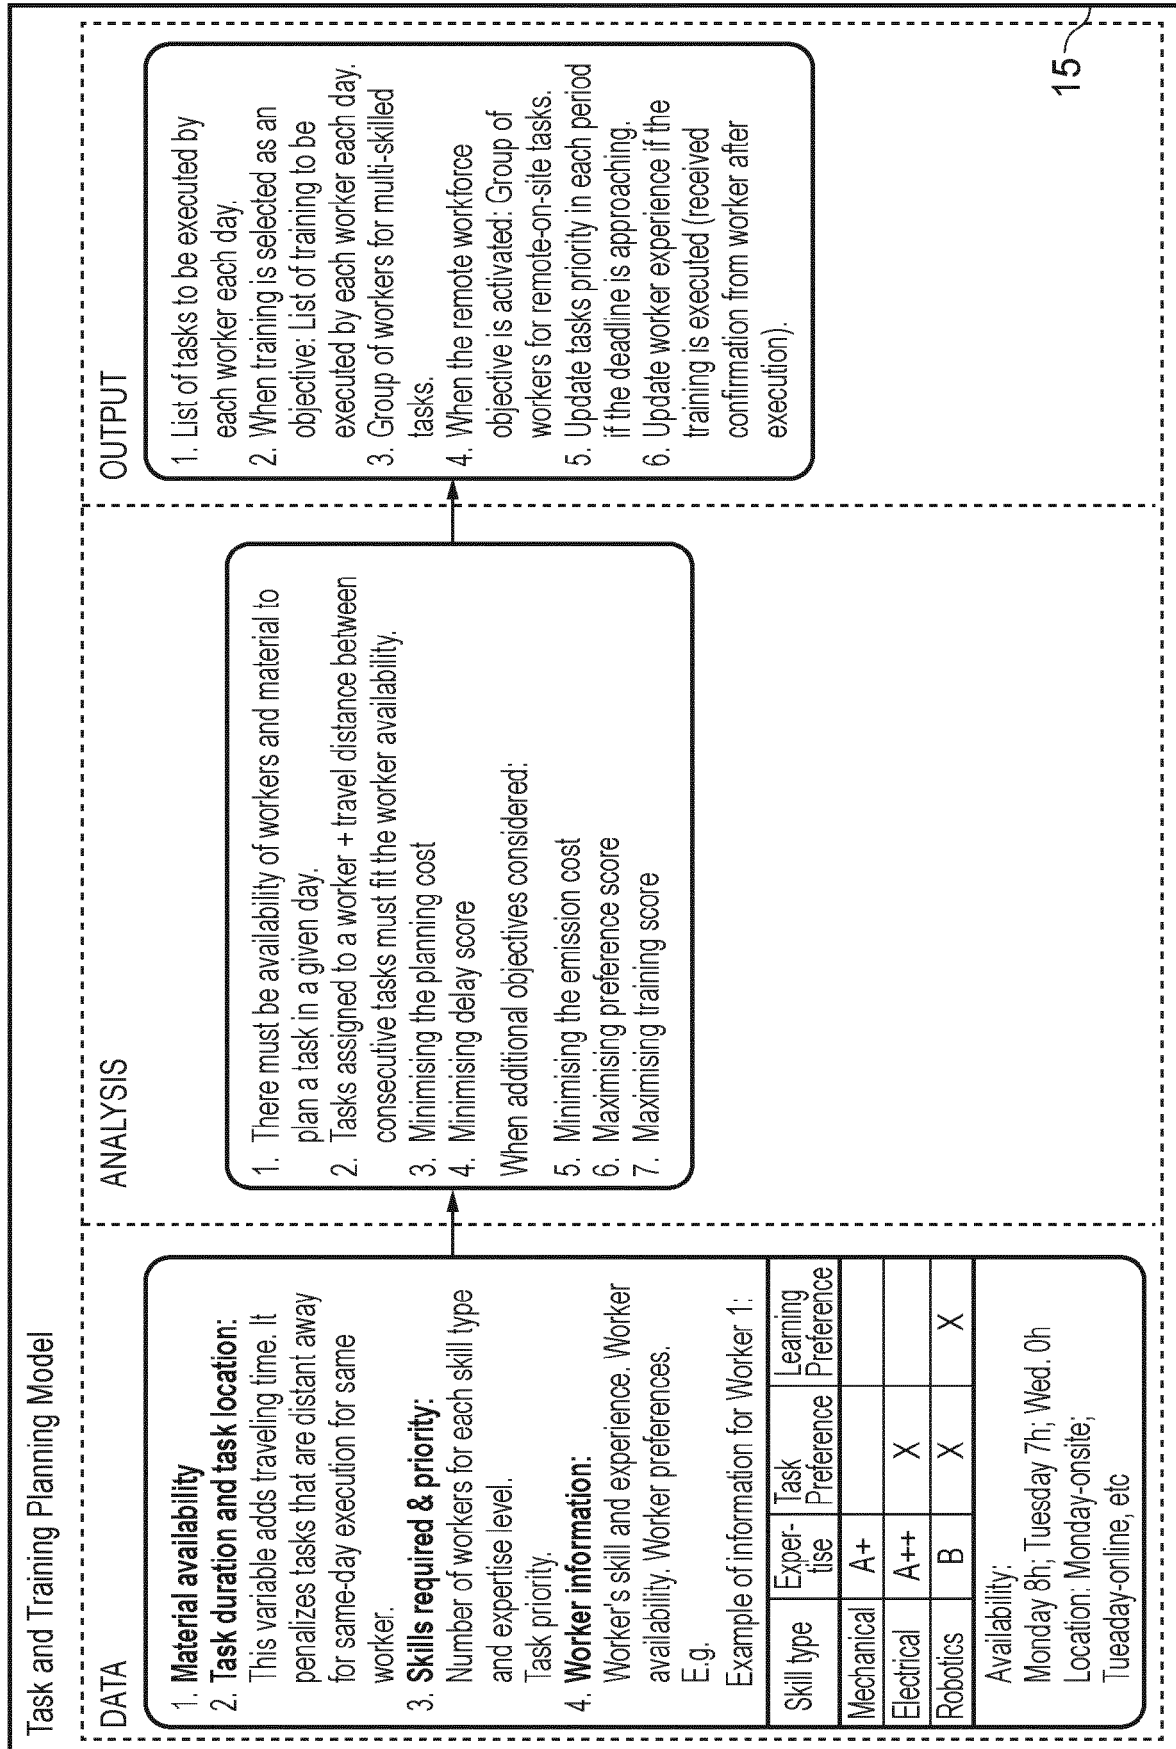 Task and Training Planning Model
DATA
1. Material availability
2. Task duration and task location:
This variable adds traveling time. It
penalizes tasks that are distant away
for same-day execution for same
worker.
3. Skills required & priority:
Number of workers for each skill type
and expertise level.
Task priority.
4. Worker information:
Worker's skill and experience. Worker
availability. Worker preferences.
E.g.
Example of information for Worker 1:
Skill type Exper- Task Learning
tise Preference Preference
Mechanical A+
Electrical A++ X
Robotics B X X
Availability:
Monday 8h; Tuesday 7h; Wed. 0h
Location: Monday-onsite;
Tueaday-online, etc
ANALYSIS
1. There must be availability of workers and material to
plan a task in a given day.
2. Tasks assigned to a worker + travel distance between
consecutive tasks must fit the worker availability.
3. Minimising the planning cost
4. Minimising delay score
When additional objectives considered:
5. Minimising the emission cost
6. Maximising preference score
7. Maximising training score
OUTPUT
1. List of tasks to be executed by
each worker each day.
2. When training is selected as an
objective: List of training to be
executed by each worker each day.
3. Group of workers for multi-skilled
tasks.
4. When the remote workforce
objective is activated: Group of
workers for remote-on-site tasks.
5. Update tasks priority in each period
if the deadline is approaching.
6. Update worker experience if the
training is executed (received
confirmation from worker after
execution).
15